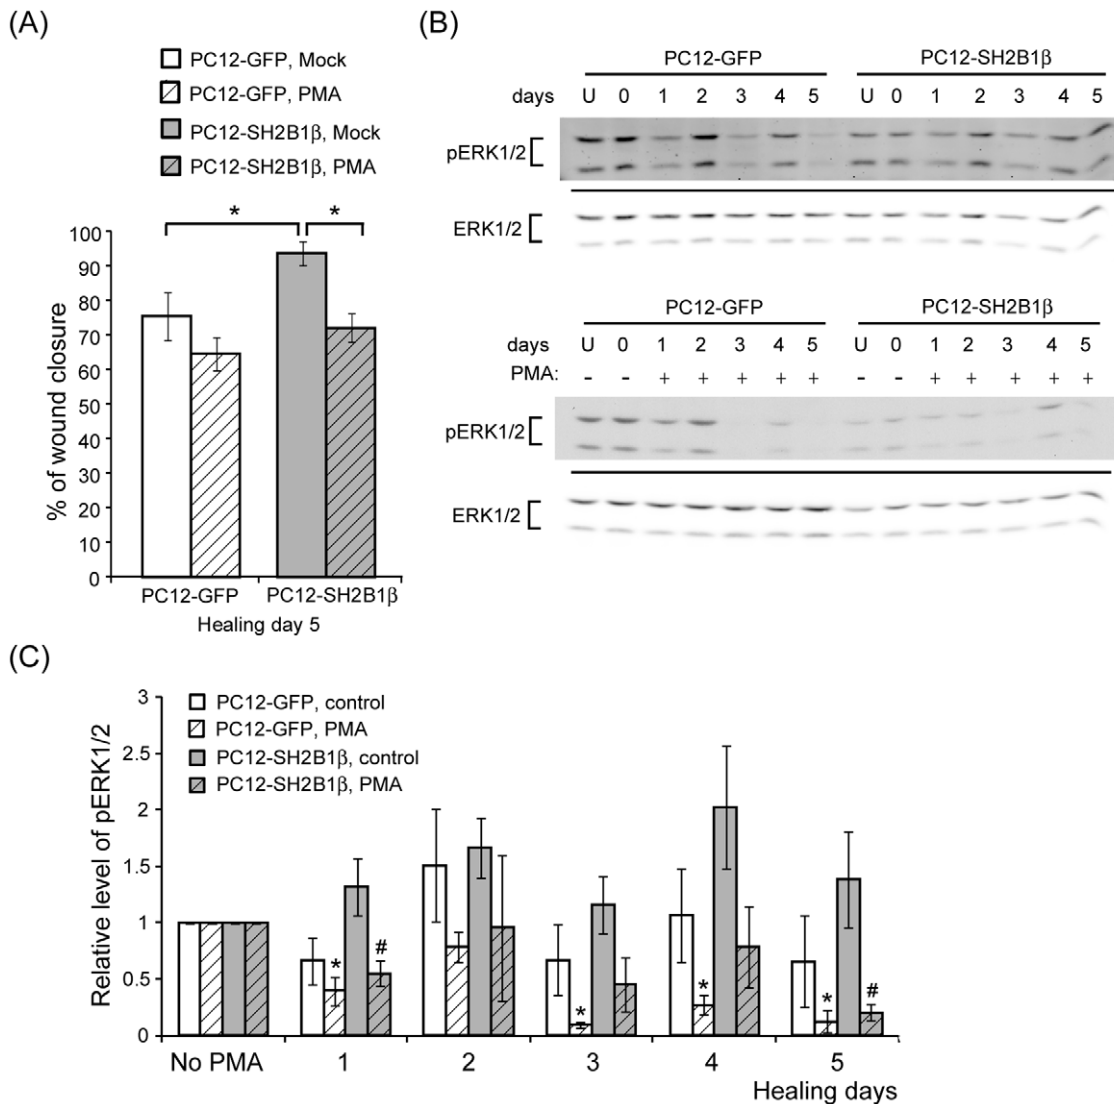 (A)
PC12-GFP, Mock
PC12-GFP, PMA
PC12-SH2B1β, Mock
PC12-SH2B1β, PMA
*
*
% of wound closure
100
90
80
70
60
50
40
30
20
10
0
PC12-GFP PC12-SH2B1β
Healing day 5
(B)
PC12-GFP PC12-SH2B1β
days U 0 1 2 3 4 5 U 0 1 2 3 4 5
pERK1/2
ERK1/2
PC12-GFP PC12-SH2B1β
days U 0 1 2 3 4 5 U 0 1 2 3 4 5
PMA: - - + + + + + - - + + + + +
pERK1/2
ERK1/2
(C)
PC12-GFP, control
PC12-GFP, PMA
PC12-SH2B1β, control
PC12-SH2B1β, PMA
Relative level of pERK1/2
3
2.5
2
1.5
1
0.5
0
* # * * * #
No PMA 1 2 3 4 5
Healing days